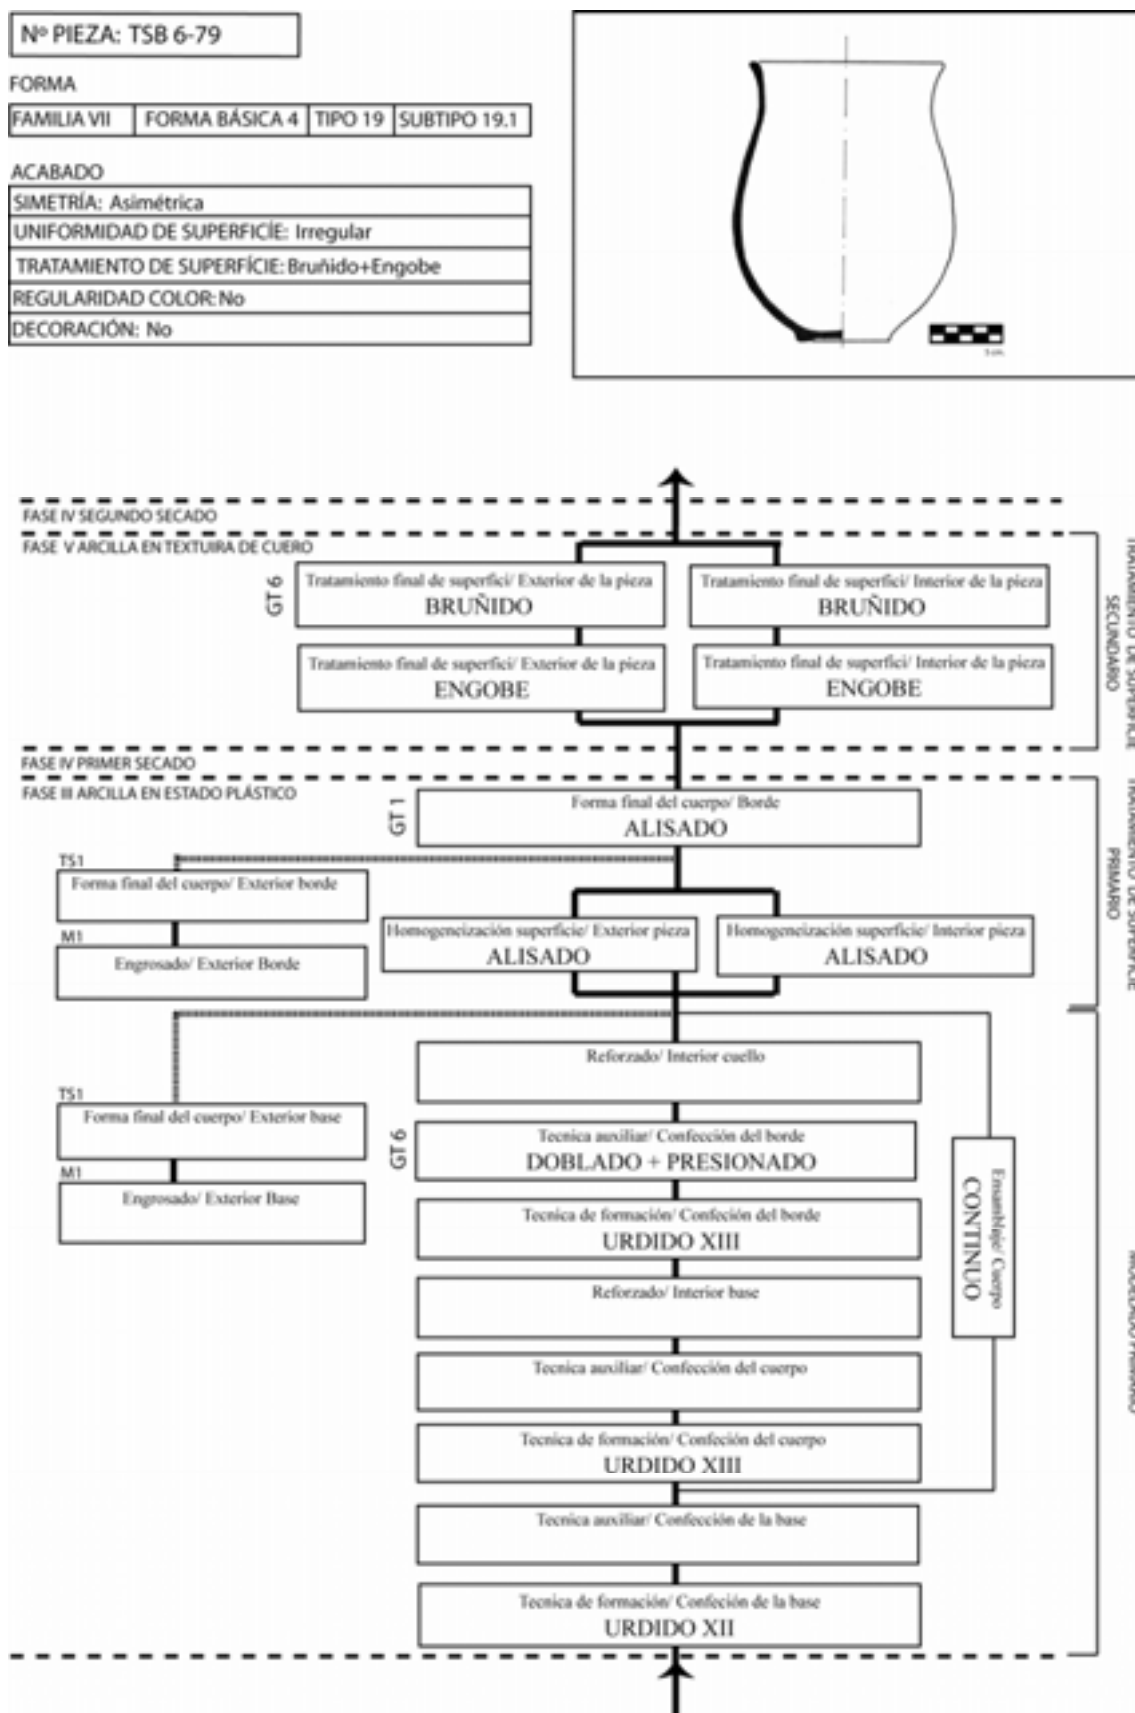 Nº PIEZA: TSB 6-79
FORMA
FAMILIA VII FORMA BÁSICA 4 TIPO 19 SUBTIPO 19.1
ACABADO
SIMETRÍA: Asimétrica
UNIFORMIDAD DE SUPERFICÍE: Irregular
TRATAMIENTO DE SUPERFÍCIE: Bruñido+Engobe
REGULARIDAD COLOR: No
DECORACIÓN: No
5 cm.
FASE IV SEGUNDO SECADO
FASE V ARCILLA EN TEXTUIRA DE CUERO
GT 6
Tratamiento final de superfici/ Exterior de la pieza
BRUÑIDO
Tratamiento final de superfici/ Interior de la pieza
BRUÑIDO
Tratamiento final de superfici/ Exterior de la pieza
ENGOBE
Tratamiento final de superfici/ Interior de la pieza
ENGOBE
TRATAMIENTO DE SUPERFICIE
SECUNDARIO
FASE IV PRIMER SECADO
FASE III ARCILLA EN ESTADO PLÁSTICO
GT 1
Forma final del cuerpo/ Borde
ALISADO
TS1
Forma final del cuerpo/ Exterior borde
M1
Engrosado/ Exterior Borde
Homogeneización superficie/ Exterior pieza
ALISADO
Homogeneización superficie/ Interior pieza
ALISADO
TRATAMIENTO DE SUPERFICIE
PRIMARIO
Reforzado/ Interior cuello
TS1
Forma final del cuerpo/ Exterior base
M1
Engrosado/ Exterior Base
GT 6
Tecnica auxiliar/ Confección del borde
DOBLADO + PRESIONADO
Tecnica de formación/ Confeción del borde
URDIDO XIII
Reforzado/ Interior base
Tecnica auxiliar/ Confección del cuerpo
Tecnica de formación/ Confeción del cuerpo
URDIDO XIII
Ensamblaje/ Cuerpo
CONTINUO
Tecnica auxiliar/ Confección de la base
Tecnica de formación/ Confeción de la base
URDIDO XII
MODELADO PRIMARIO